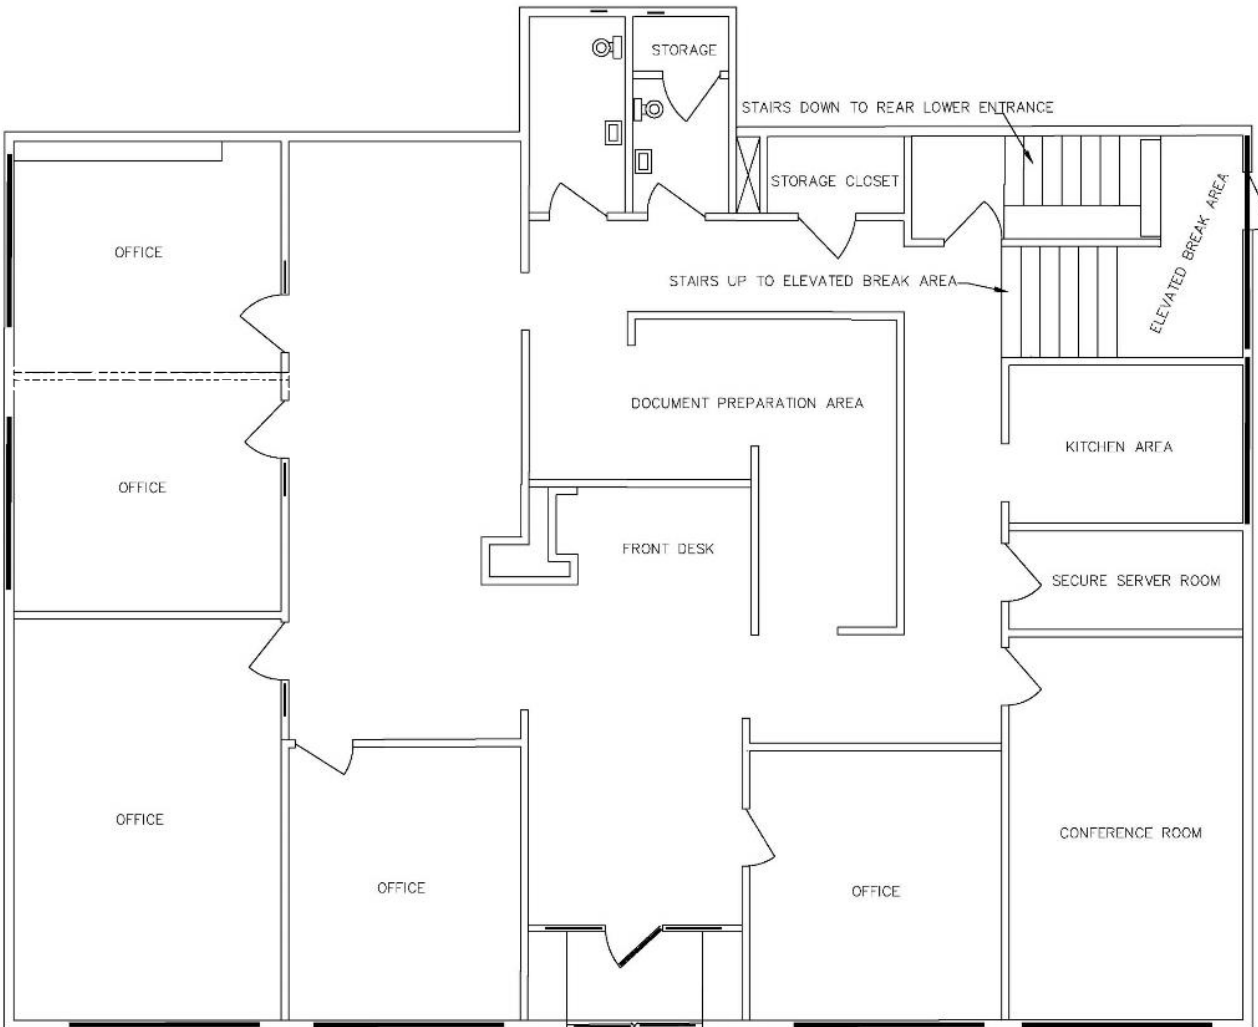 STORAGE
STAIRS DOWN TO REAR LOWER ENTRANCE
STORAGE CLOSET
ELEVATED BREAK AREA
OFFICE
STAIRS UP TO ELEVATED BREAK AREA
DOCUMENT PREPARATION AREA
KITCHEN AREA
OFFICE
FRONT DESK
SECURE SERVER ROOM
OFFICE
CONFERENCE ROOM
OFFICE
OFFICE